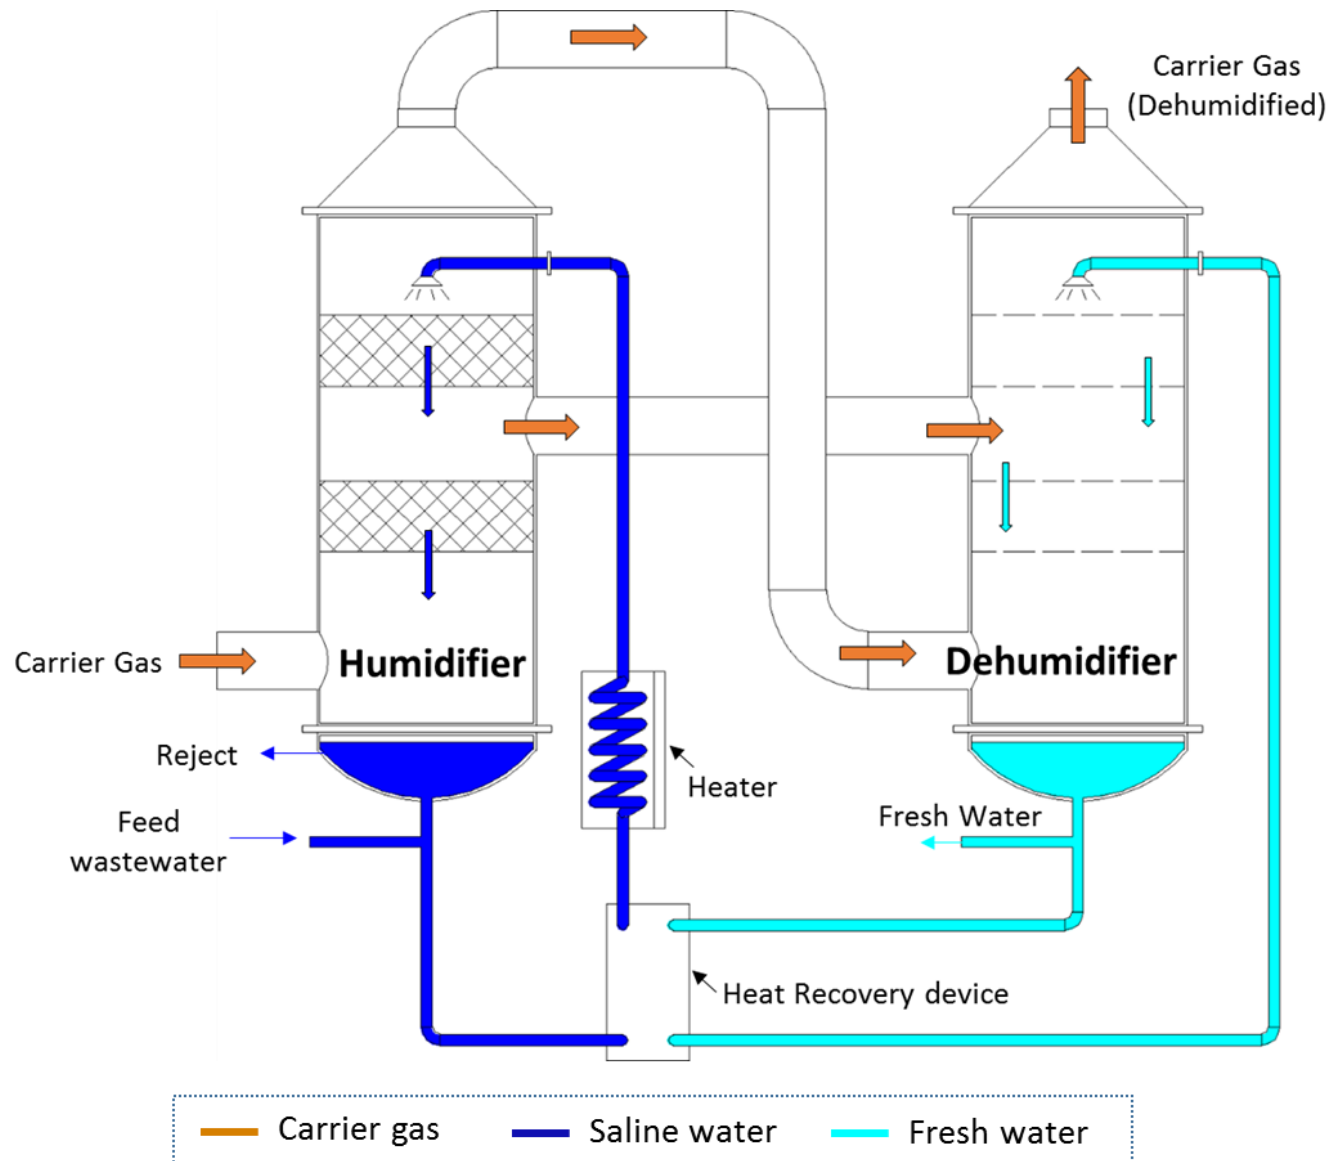 Carrier Gas
(Dehumidified)
Carrier Gas
Humidifier
Dehumidifier
Reject
Heater
Feed
wastewater
Fresh Water
Heat Recovery device
Carrier gas
Saline water
Fresh water